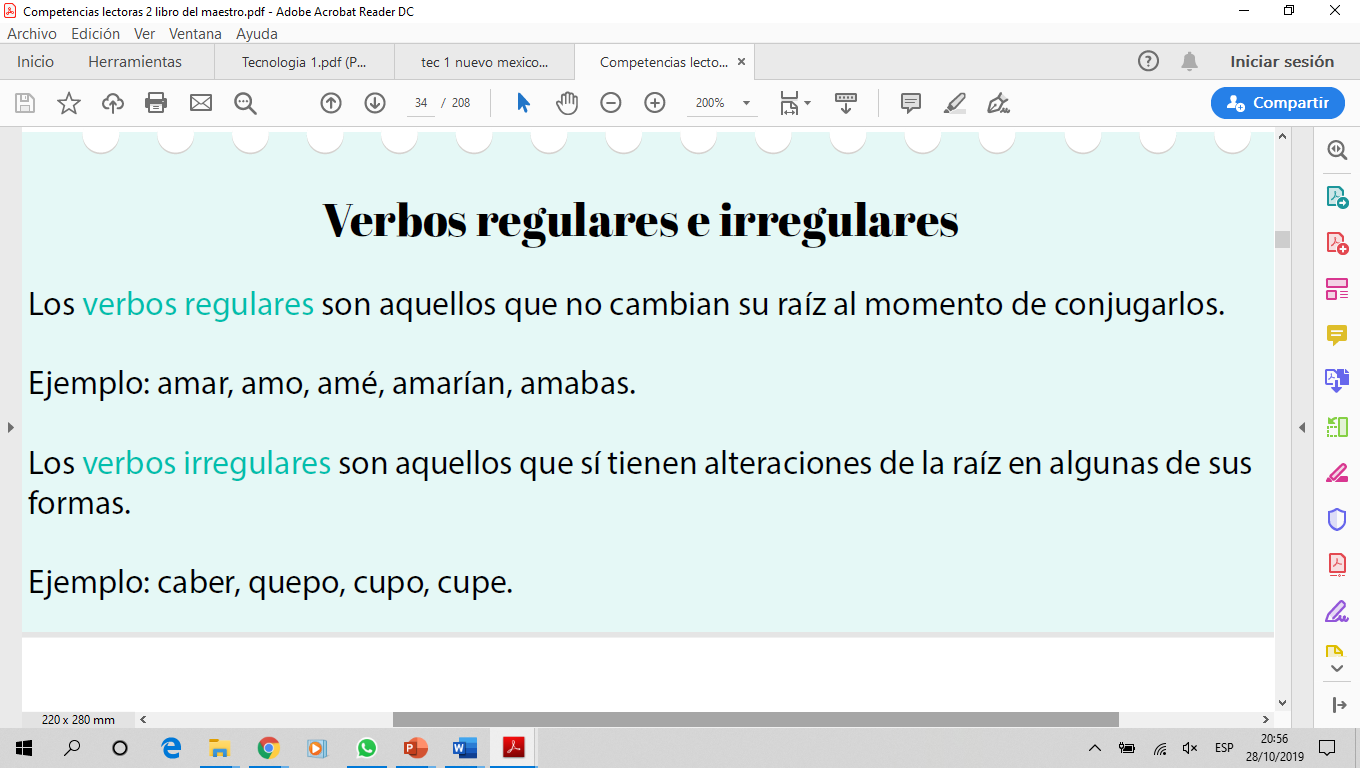 Competencias lectoras 2 libro del maestro.pdf - Adobe Acrobat Reader DC
Archivo Edición Ver Ventana Ayuda
Inicio Herramientas Tecnologia 1.pdf (P... tec 1 nuevo mexico... Competencias lecto... Iniciar sesión
34 / 208 200% Compartir
Verbos regulares e irregulares
Los verbos regulares son aquellos que no cambian su raíz al momento de conjugarlos.
Ejemplo: amar, amo, amé, amarían, amabas.
Los verbos irregulares son aquellos que sí tienen alteraciones de la raíz en algunas de sus
formas.
Ejemplo: caber, quepo, cupo, cupe.
220 x 280 mm
ESP 20:56
28/10/2019